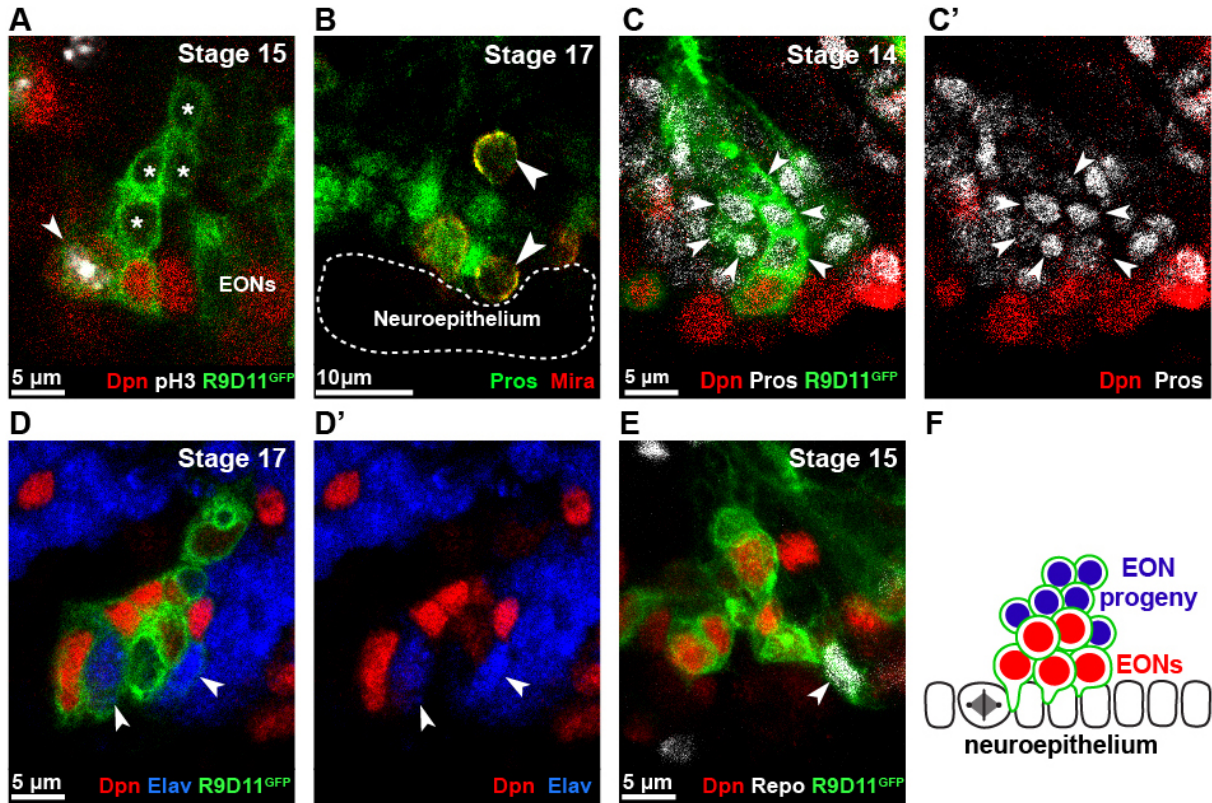 A
Stage 15
*
*
*
*
EONs
5 µm
Dpn pH3 R9D11GFP
B
Stage 17
Neuroepithelium
10µm
Pros Mira
C
Stage 14
5 µm
Dpn Pros R9D11GFP
C’
Dpn Pros
D
Stage 17
5 µm
Dpn Elav R9D11GFP
D’
Dpn Elav
E
Stage 15
5 µm
Dpn Repo R9D11GFP
F
EON
progeny
EONs
neuroepithelium